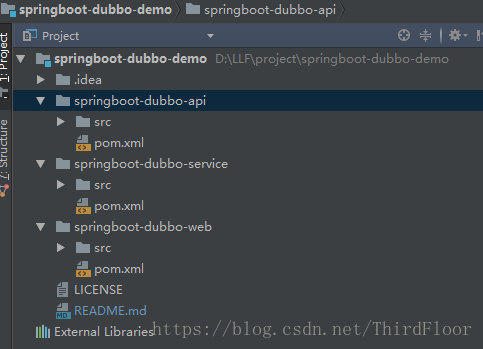 springboot-dubbo-demo springboot-dubbo-api
1: Project
Project
springboot-dubbo-demo D:\LLF\project\springboot-dubbo-demo
.idea
springboot-dubbo-api
src
pom.xml
springboot-dubbo-service
src
pom.xml
springboot-dubbo-web
src
pom.xml
LICENSE
README.md
External Libraries
7: Structure
https://blog.csdn.net/ThirdFloor